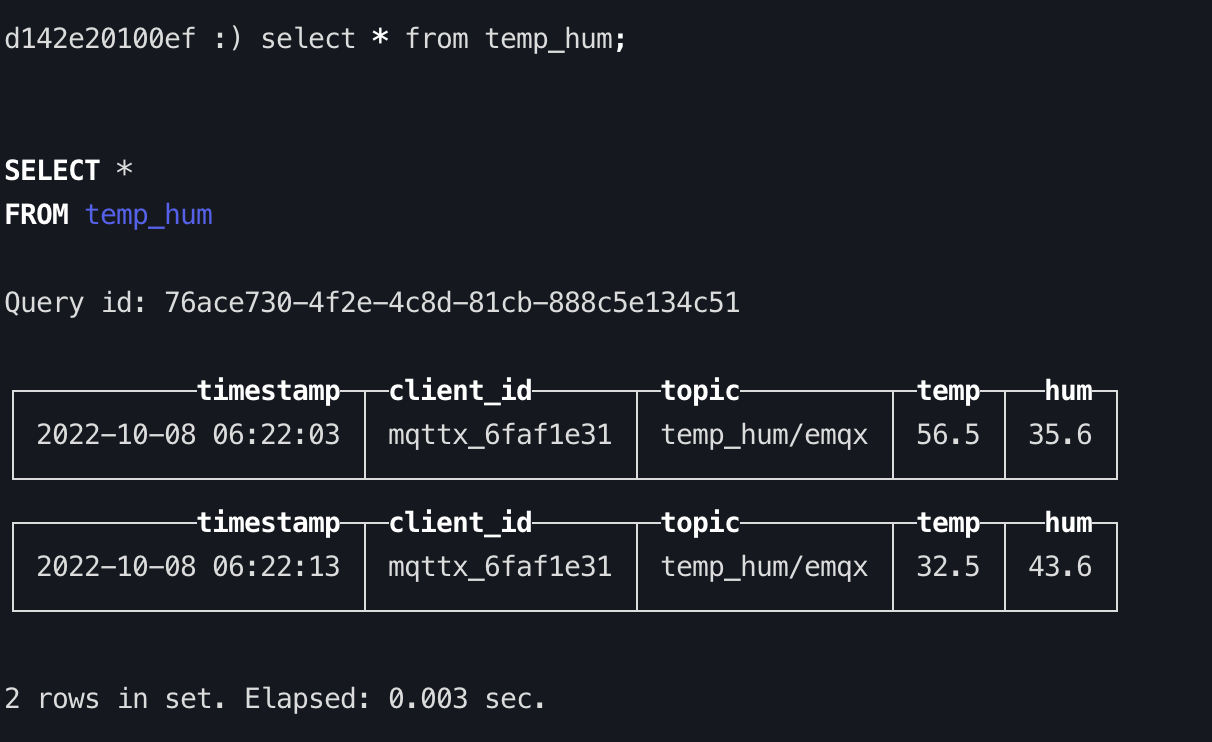 d142e20100ef :) select * from temp_hum;
SELECT *
FROM temp_hum
Query id: 76ace730-4f2e-4c8d-81cb-888c5e134c51
timestamp client_id topic temp hum
2022-10-08 06:22:03 mqttx_6faf1e31 temp_hum/emqx 56.5 35.6
timestamp client_id topic temp hum
2022-10-08 06:22:13 mqttx_6faf1e31 temp_hum/emqx 32.5 43.6
2 rows in set. Elapsed: 0.003 sec.